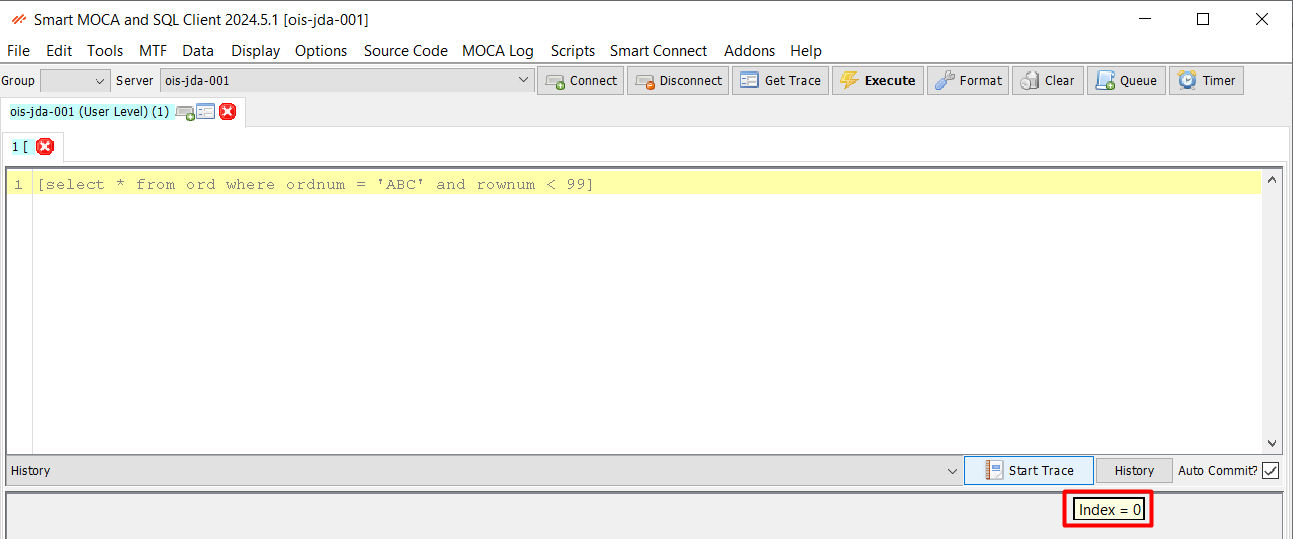 Smart MOCA and SQL Client 2024.5.1 [ois-jda-001]
File Edit Tools MTF Data Display Options Source Code MOCA Log Scripts Smart Connect Addons Help
Group Server ois-jda-001 Connect Disconnect Get Trace Execute Format Clear Queue Timer
ois-jda-001 (User Level) (1)
1 [
1 [select * from ord where ordnum = 'ABC' and rownum < 99]
History Start Trace History Auto Commit?
Index = 0